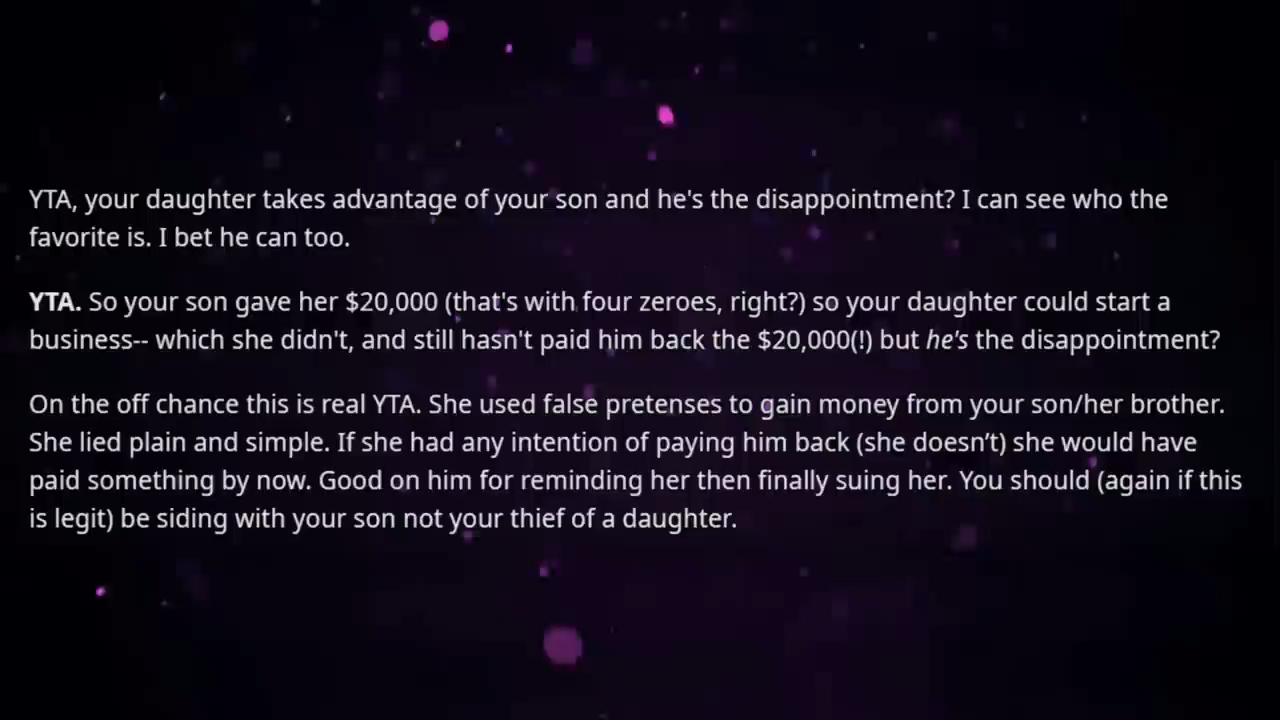 YTA, your daughter takes advantage of your son and he's the disappointment? I can see who the
favorite is. I bet he can too.
YTA. So your son gave her $20,000 (that's with four zeroes, right?) so your daughter could start a
business-- which she didn't, and still hasn't paid him back the $20,000(!) but he's the disappointment?
On the off chance this is real YTA. She used false pretenses to gain money from your son/her brother.
She lied plain and simple. If she had any intention of paying him back (she doesn’t) she would have
paid something by now. Good on him for reminding her then finally suing her. You should (again if this
is legit) be siding with your son not your thief of a daughter.